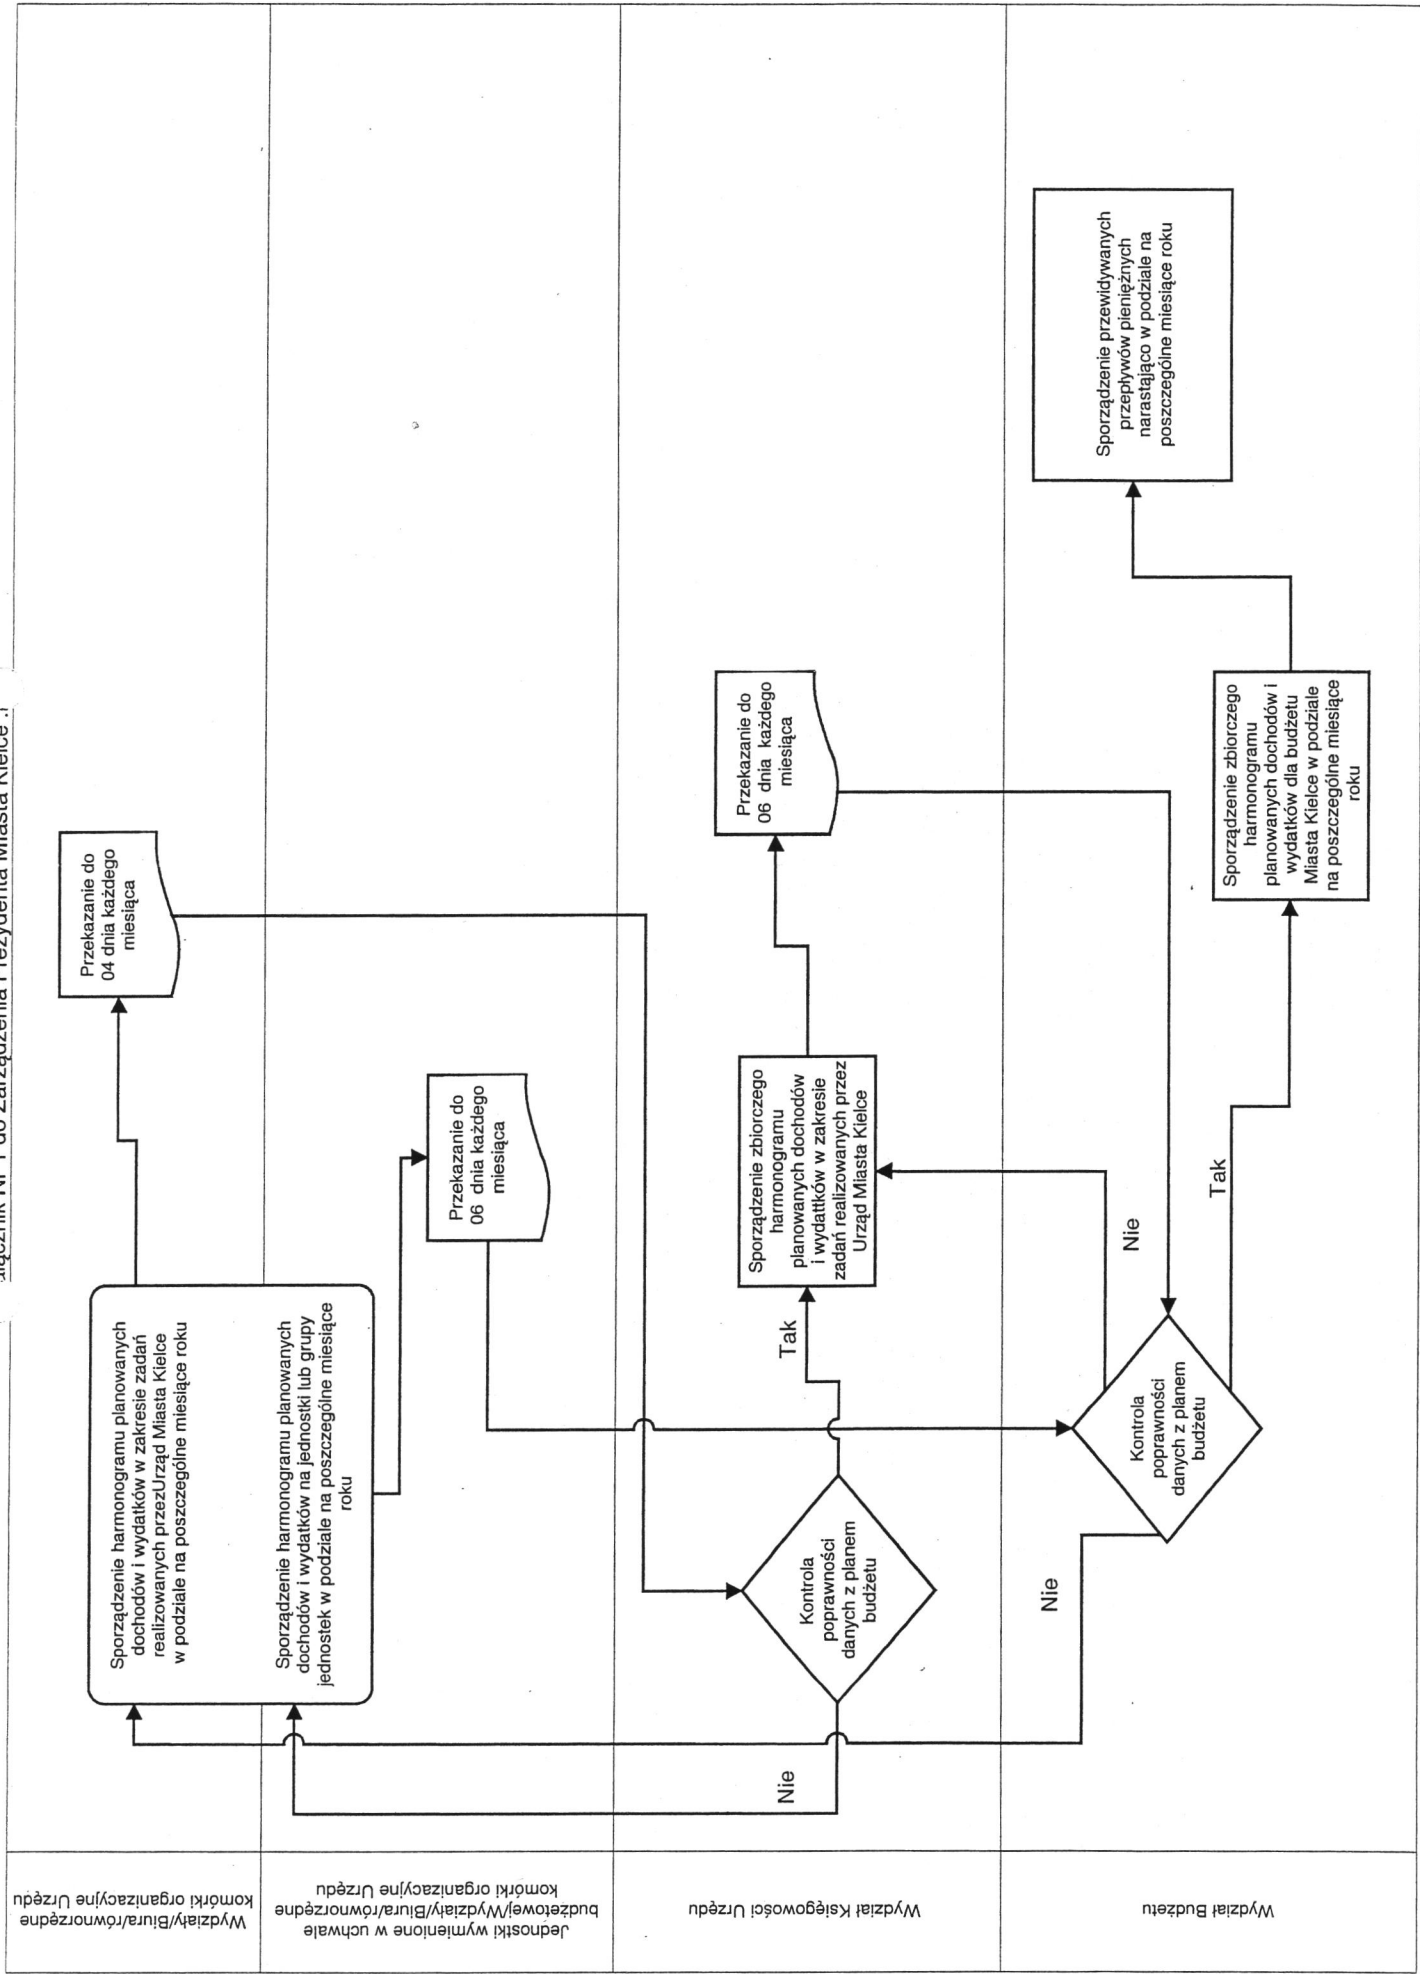 ałącznik Nr 1 do Zarządzenia Prezydenta Miasta Kielce
Wydziały/Biura/równorzędne
komórki organizacyjne Urzędu
Sporządzenie harmonogramu planowanych
dochodów i wydatków w zakresie zadań
realizowanych przezUrząd Miasta Kielce
w podziale na poszczególne miesiące roku
Przekazanie do
04 dnia każdego
miesiąca
Jednostki wymienione w uchwale
budżetowej/Wydziały/Biura/równorzędne
komórki organizacyjne Urzędu
Sporządzenie harmonogramu planowanych
dochodów i wydatków na jednostki lub grupy
jednostek w podziale na poszczególne miesiące
roku
Przekazanie do
06 dnia każdego
miesiąca
Wydział Księgowości Urzędu
Nie
Kontrola
poprawności
danych z planem
budżetu
Tak
Sporządzenie zbiorczego
harmonogramu
planowanych dochodów
i wydattków w zakresie
zadań realizowanych przez
Urząd Miasta Kielce
Przekazanie do
06 dnia każdego
miesiąca
Wydział Budżetu
Nie
Kontrola
poprawności
danych z planem
budżetu
Nie
Tak
Sporządzenie zbiorczego
harmonogramu
planowanych dochodów i
wydatków dla budżetu
Miasta Kielce w podziale
na poszczególne miesiące
roku
Sporządzenie przewidywanych
przepływów pieniężnych
narastająco w podziale na
poszczególne miesiące roku